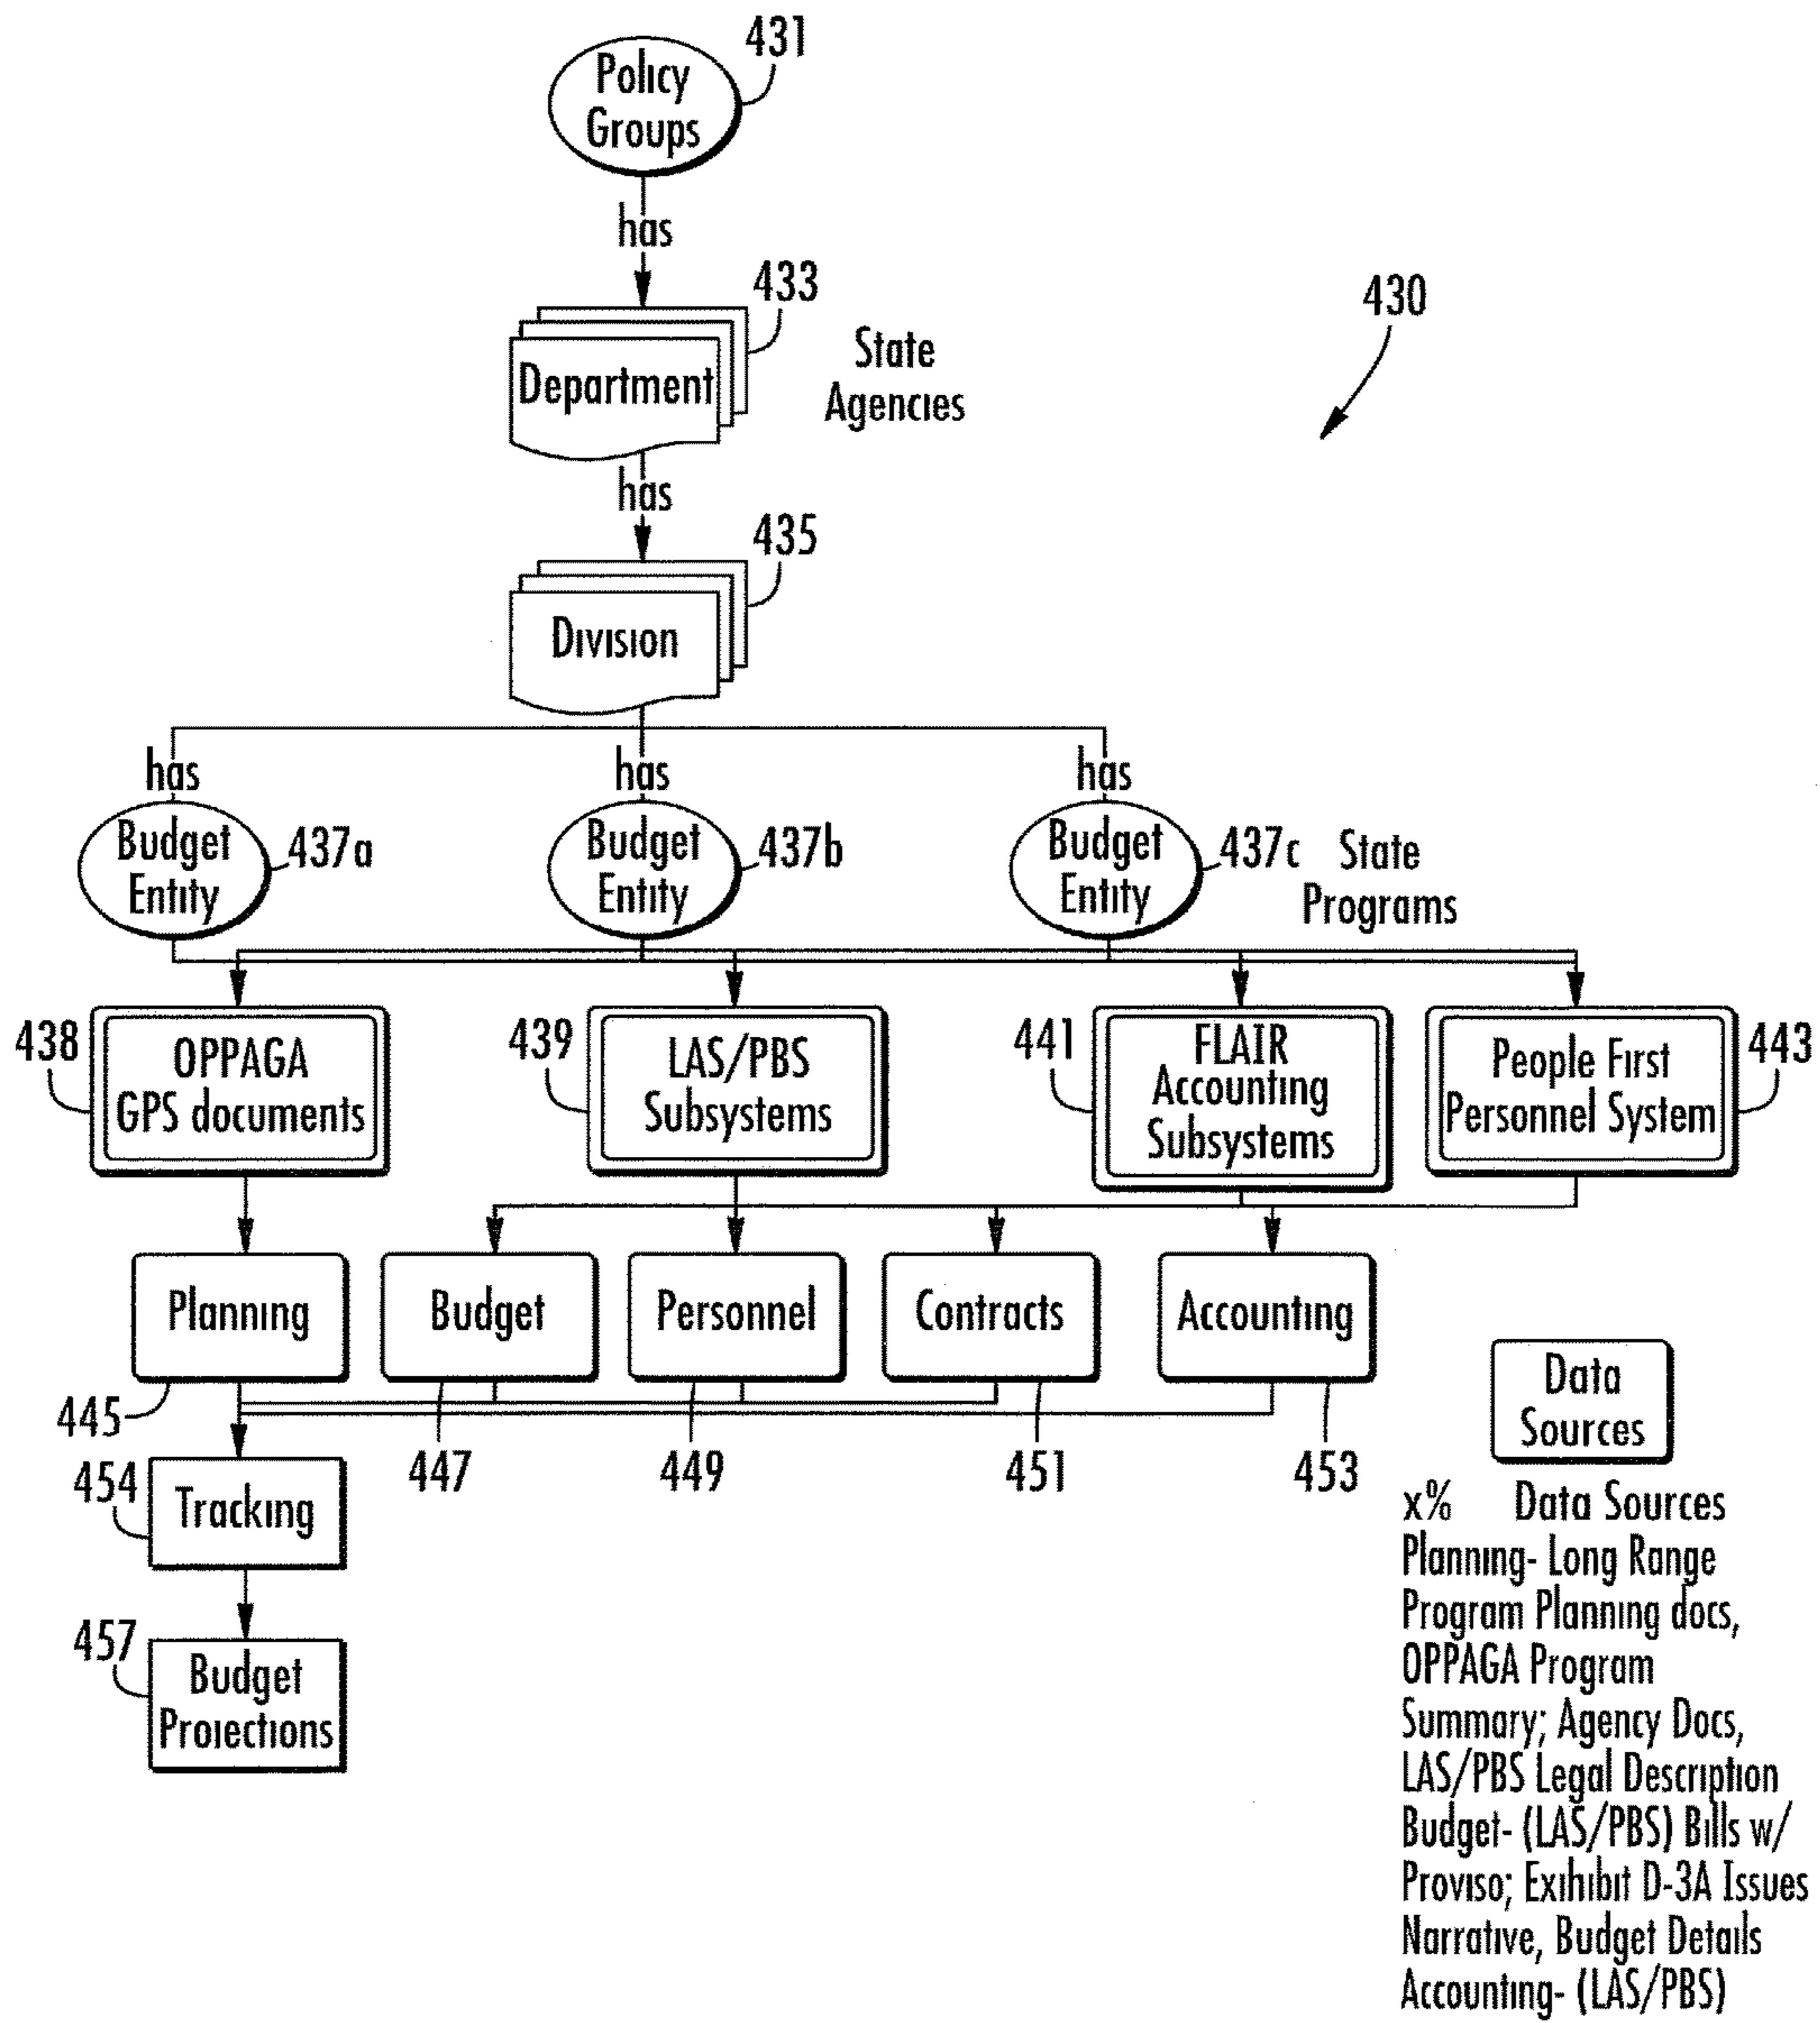 431
Policy
Groups
has
433
430
Department
State
Agencies
has
435
Division
has
has
has
Budget
Entity
437a
Budget
Entity
437b
Budget
Entity
437c
State
Programs
438
OPPAGA
GPS documents
439
LAS/PBS
Subsystems
441
FLAIR
Accounting
Subsystems
People First
Personnel System
443
Planning
Budget
Personnel
Contracts
Accounting
445
447
449
451
453
454
Tracking
457
Budget
Proiections
Data
Sources
x% Data Sources
Planning- Long Range
Program Planning docs,
OPPAGA Program
Summary; Agency Docs,
LAS/PBS Legal Description
Budget- (LAS/PBS) Bills w/
Proviso; Exihibit D-3A Issues
Narrative, Budget Details
Accounting- (LAS/PBS)